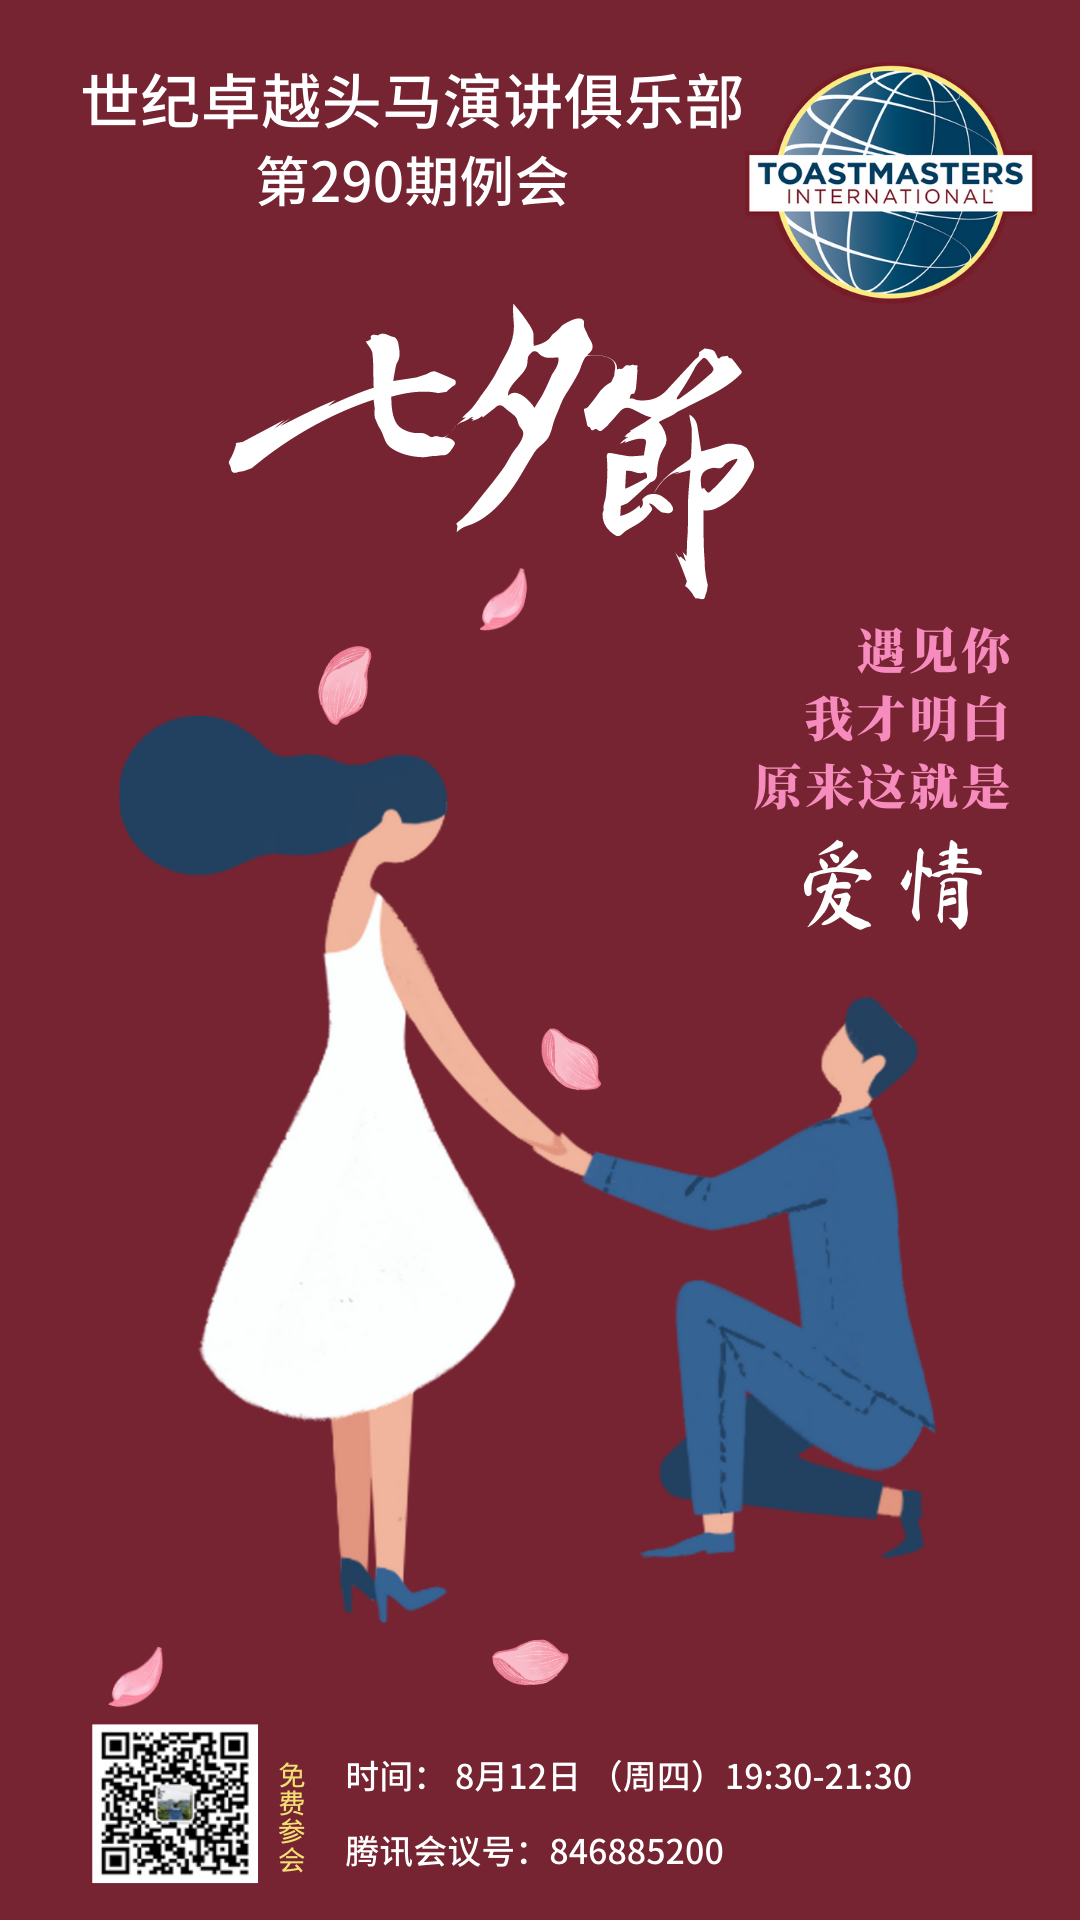 世纪卓越头马演讲俱乐部
第290期例会
TOASTMASTERS
INTERNATIONAL
七夕節
遇见你
我才明白
原来这就是
爱情
免费参会
时间： 8月12日 （周四）19:30-21:30
腾讯会议号：846885200